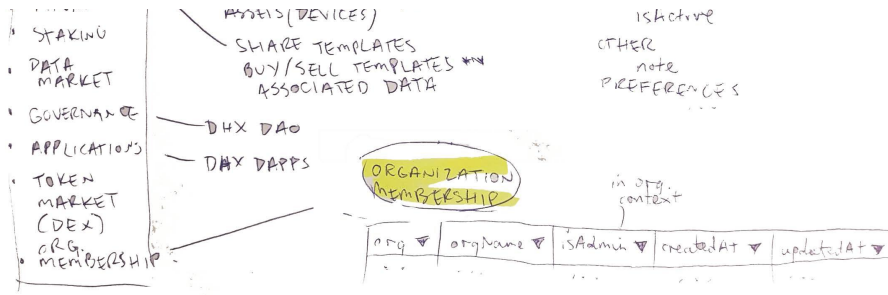 ASSETS (DEVICES)
isActive
• STAKING
SHARE TEMPLATES
OTHER
BUY/SELL TEMPLATES
note
• DATA
MARKET
ASSOCIATED DATA
PREFERENCES
...
• GOVERNANCE
DHX DAO
• APPLICATIONS
DHX DAPPS
ORGANIZATION
MEMBERSHIP
• TOKEN
MARKET
(DEX)
in org.
context
• ORG.
MEMBERSHIP
org ▼ orgName ▼ isAdmin ▼ createdAt ▼ updatedAt ▼